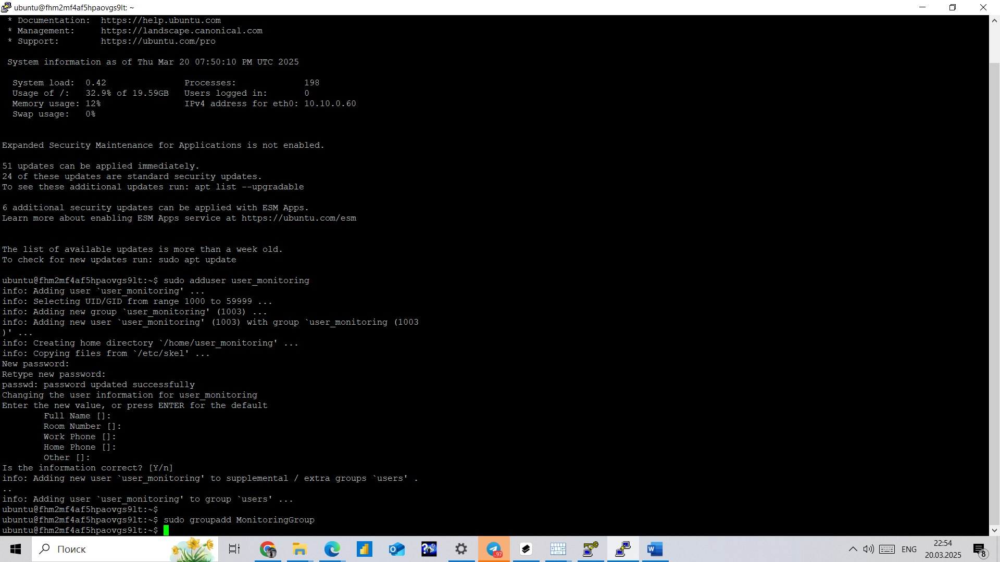 ubuntu@fhm2mf4af5hpaovgs9lt: ~
* Documentation:  https://help.ubuntu.com
* Management:     https://landscape.canonical.com
* Support:        https://ubuntu.com/pro
System information as of Thu Mar 20 07:50:10 PM UTC 2025
System load:  0.42               Processes:             198
Usage of /:   32.9% of 19.59GB   Users logged in:       0
Memory usage: 12%                IPv4 address for eth0: 10.10.0.60
Swap usage:   0%
Expanded Security Maintenance for Applications is not enabled.
51 updates can be applied immediately.
24 of these updates are standard security updates.
To see these additional updates run: apt list --upgradable
6 additional security updates can be applied with ESM Apps.
Learn more about enabling ESM Apps service at https://ubuntu.com/esm
The list of available updates is more than a week old.
To check for new updates run: sudo apt update
ubuntu@fhm2mf4af5hpaovgs9lt:~$ sudo adduser user_monitoring
info: Adding user `user_monitoring' ...
info: Selecting UID/GID from range 1000 to 59999 ...
info: Adding new group `user_monitoring' (1003) ...
info: Adding new user `user_monitoring' (1003) with group `user_monitoring (1003
)' ...
info: Creating home directory `/home/user_monitoring' ...
info: Copying files from `/etc/skel' ...
New password:
Retype new password:
passwd: password updated successfully
Changing the user information for user_monitoring
Enter the new value, or press ENTER for the default
Full Name []:
Room Number []:
Work Phone []:
Home Phone []:
Other []:
Is the information correct? [Y/n]
info: Adding new user `user_monitoring' to supplemental / extra groups `users' .
..
info: Adding user `user_monitoring' to group `users' ...
ubuntu@fhm2mf4af5hpaovgs9lt:~$
ubuntu@fhm2mf4af5hpaovgs9lt:~$ sudo groupadd MonitoringGroup
ubuntu@fhm2mf4af5hpaovgs9lt:~$
Поиск
..97
ENG
22:54
20.03.2025
8